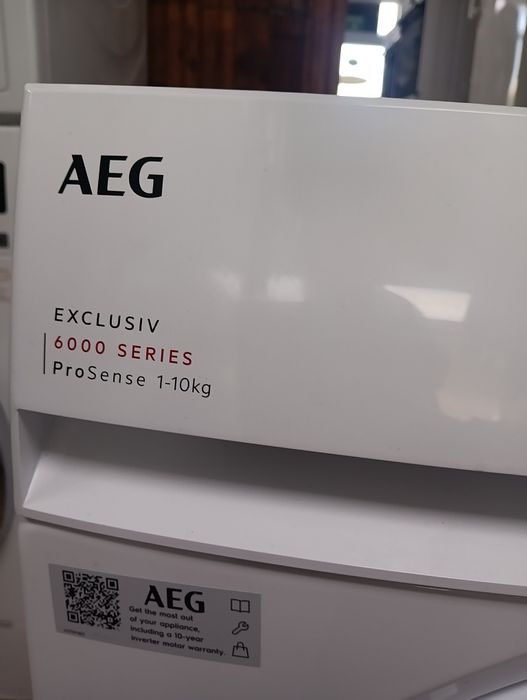 AEG
EXCLUSIV
6000 SERIES
ProSense 1-10kg
AEG
Get the most out
of your appliance,
including a 10-year
inverter motor warranty.